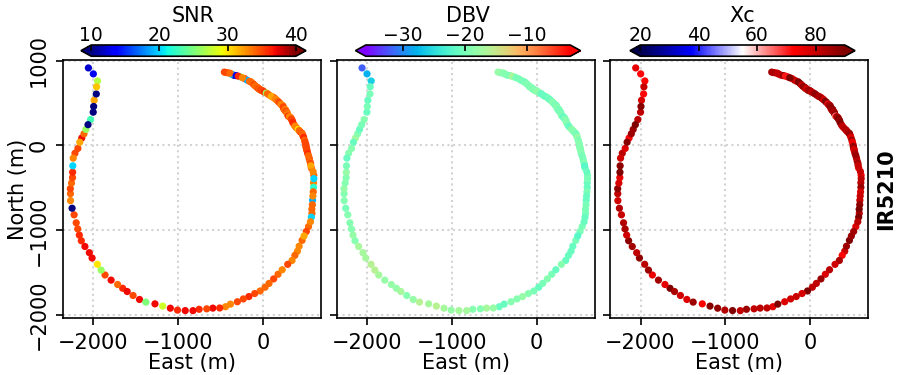 SNR DBV Xc
10 20 30 40 −30 −20 −10 20 40 60 80
1000
0
−1000
−2000
North (m)
IR5210
−2000 −1000 0 −2000 −1000 0 −2000 −1000 0
East (m) East (m) East (m)